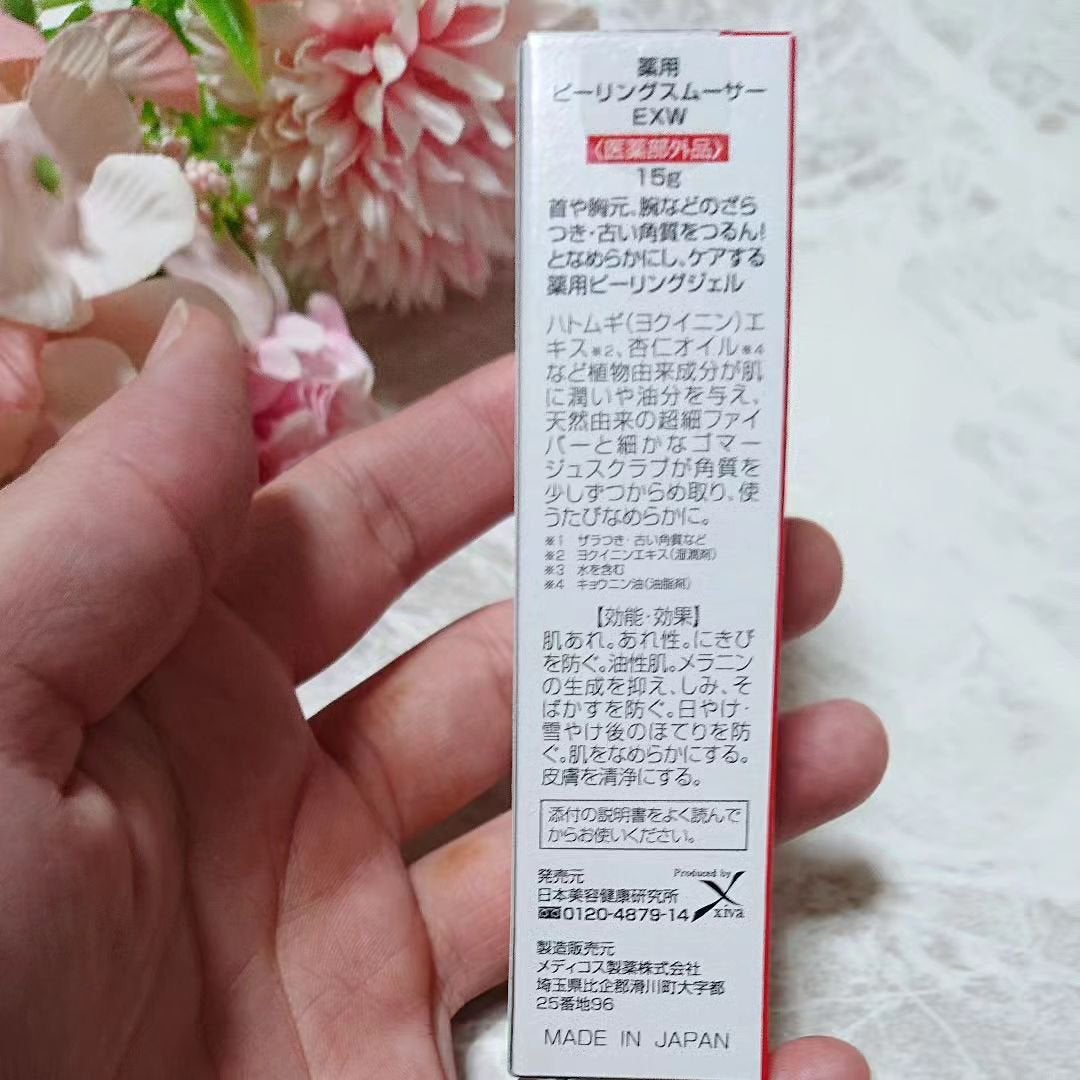 薬用
ピーリングスムーサー
EXW
〈医薬部外品〉
15g
首や胸元、腕などのざら
つき・古い角質をつるん！
となめらかにし、ケアする
薬用ピーリングジェル
ハトムギ（ヨクイニン）エ
キス※2、杏仁オイル※4
など植物由来成分が肌
に潤いや油分を与え、
天然由来の超細ファイ
バーと細かなゴマー
ジュスクラブが角質を
少しずつからめ取り、使
うたびなめらかに。
※1 ザラつき・古い角質など
※2 ヨクイニンエキス（湿潤剤）
※3 水を含む
※4 キョウニン油（油脂剤）
【効能・効果】
肌あれ。あれ性。にきび
を防ぐ。油性肌。メラニン
の生成を抑え、しみ、そ
ばかすを防ぐ。日やけ・
雪やけ後のほてりを防
ぐ。肌をなめらかにする。
皮膚を清浄にする。
添付の説明書をよく読んで
からお使いください。
発売元
日本美容健康研究所
0120-4879-14
Produced by
xiva
製造販売元
メディコス製薬株式会社
埼玉県比企郡滑川町大字都
25番地96
MADE IN JAPAN